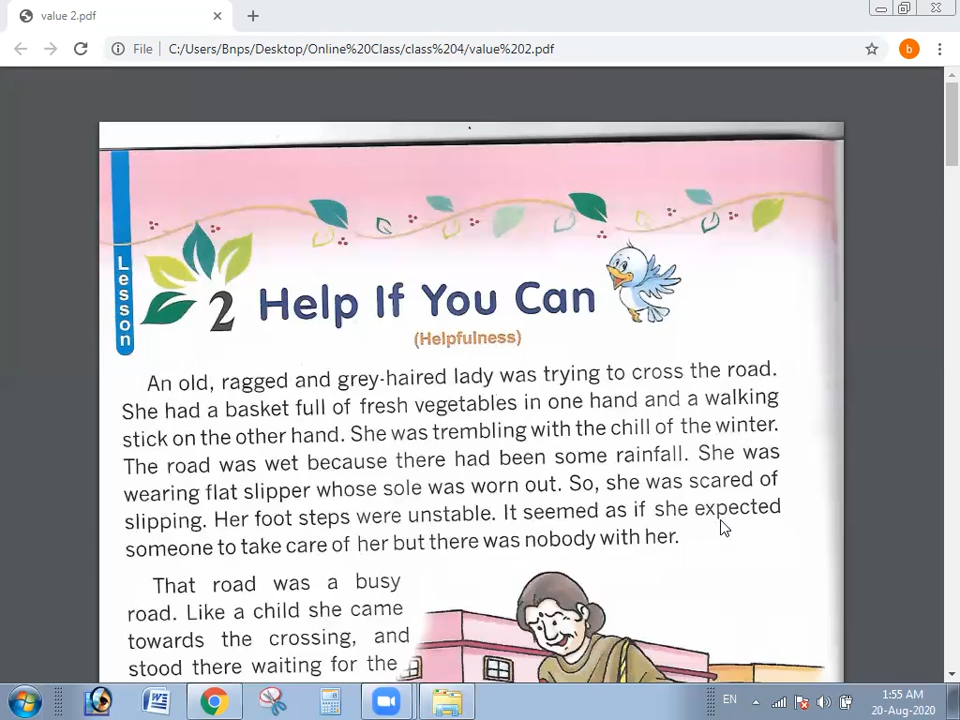 value 2.pdf
File
C:/Users/Bnps/Desktop/Online%20Class/class%204/value%202.pdf
b
Lesson
2 Help If You Can
(Helpfulness)
An old, ragged and grey-haired lady was trying to cross the road.
She had a basket full of fresh vegetables in one hand and a walking
stick on the other hand. She was trembling with the chill of the winter.
The road was wet because there had been some rainfall. She was
wearing flat slipper whose sole was worn out. So, she was scared of
slipping. Her foot steps were unstable. It seemed as if she expected
someone to take care of her but there was nobody with her.
That road was a busy
road. Like a child she came
towards the crossing, and
stood there waiting for the
EN
1:55 AM
20-Aug-2020